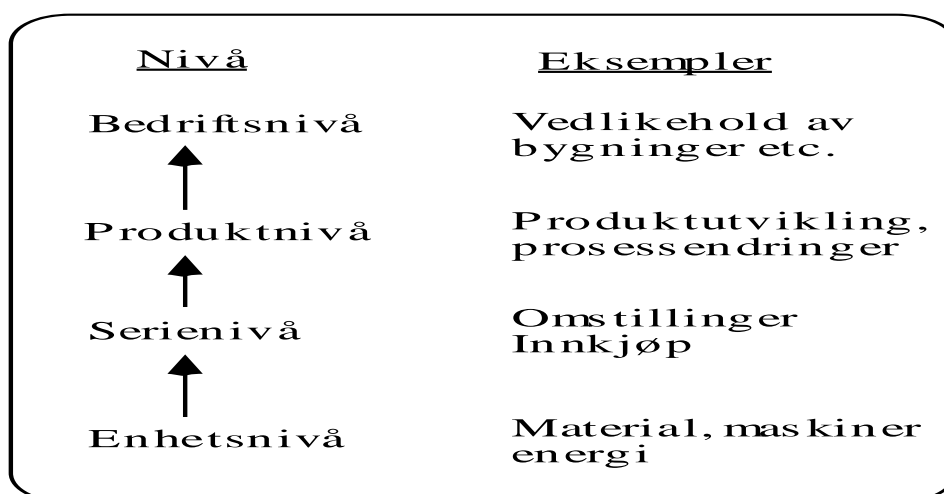 Nivå Eksempler
Bedriftsnivå Vedlikehold av
bygninger etc.
Produktnivå Produktutvikling,
prosessendringer
Serienivå Omstillinger
Innkjøp
Enhetsnivå Material, maskiner
energi